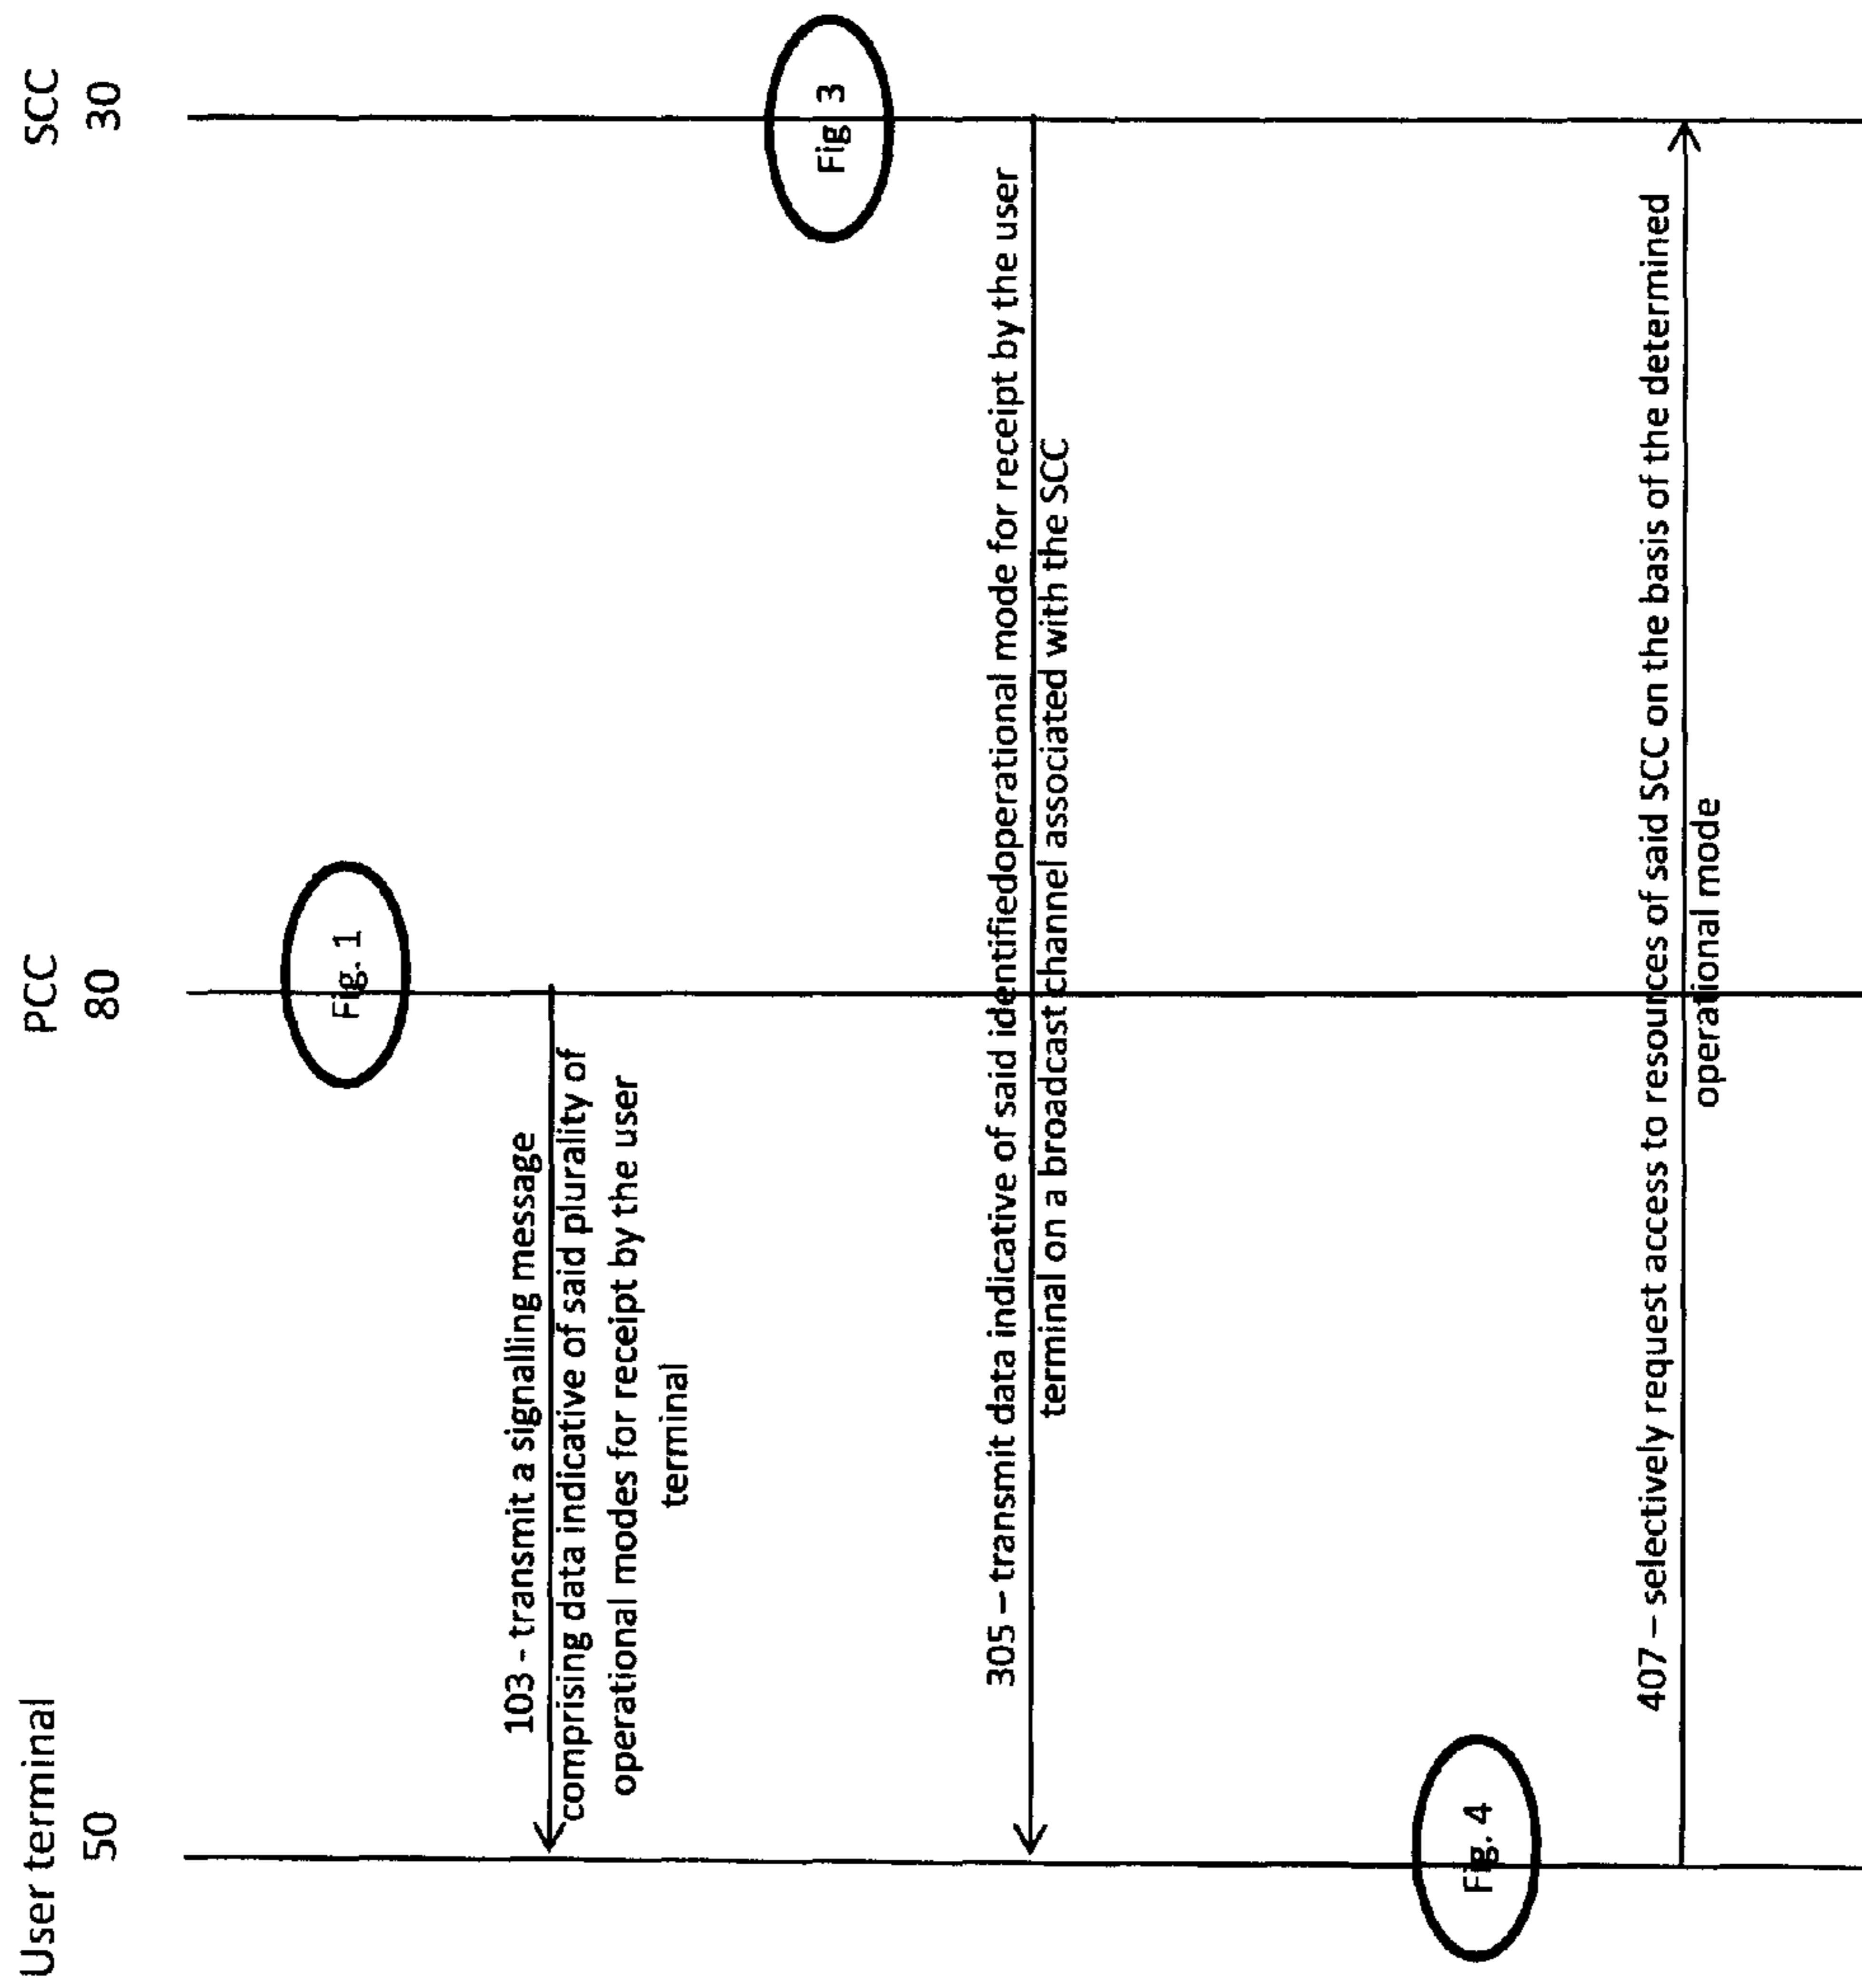 User terminal
PCC
SCC
50
80
30
Fig. 1
103 - transmit a signalling message
comprising data indicative of said plurality of
operational modes for receipt by the user
terminal
Fig 3
305 – transmit data indicative of said identifiedoperational mode for receipt by the user
terminal on a broadcast channel associated with the SCC
Fig. 4
407 – selectively request access to resources of said SCC on the basis of the determined
operational mode